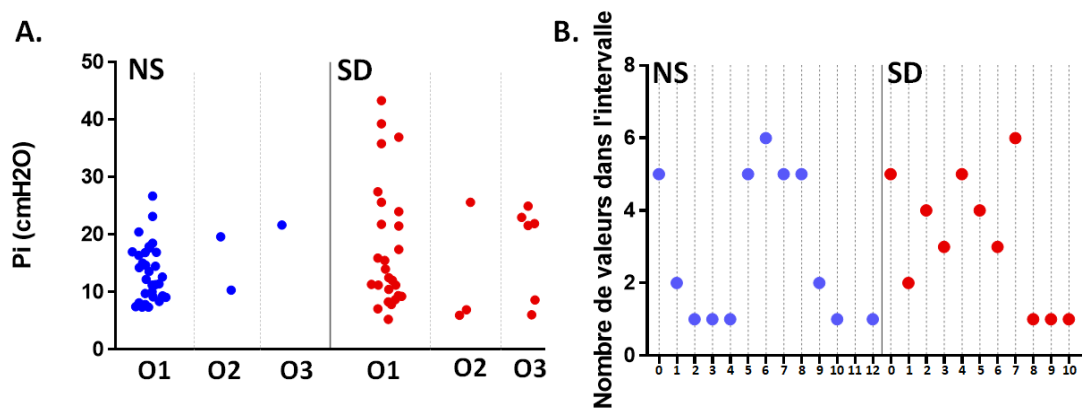 A.
NS
SD
50
40
30
20
10
0
Pi (cmH2O)
O1 O2 O3 O1 O2 O3
B.
NS
SD
8
6
4
2
0
Nombre de valeurs dans l'intervalle
0 1 2 3 4 5 6 7 8 9 10 11 12 0 1 2 3 4 5 6 7 8 9 10